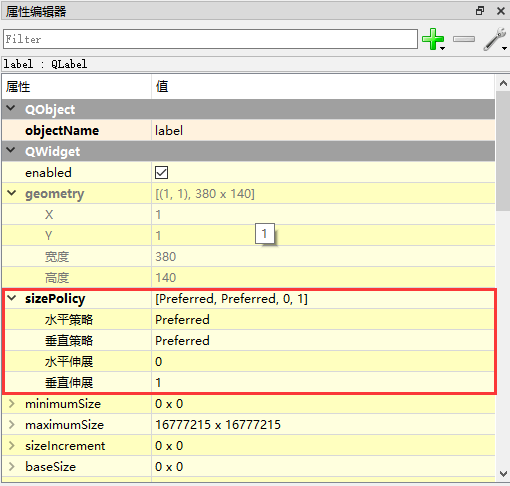 属性编辑器
Filter
label : QLabel
属性 值
QObject
objectName label
QWidget
enabled
geometry [(1, 1), 380 x 140]
X 1
Y 1
1
宽度 380
高度 140
sizePolicy [Preferred, Preferred, 0, 1]
水平策略 Preferred
垂直策略 Preferred
水平伸展 0
垂直伸展 1
minimumSize 0 x 0
maximumSize 16777215 x 16777215
sizeIncrement 0 x 0
baseSize 0 x 0